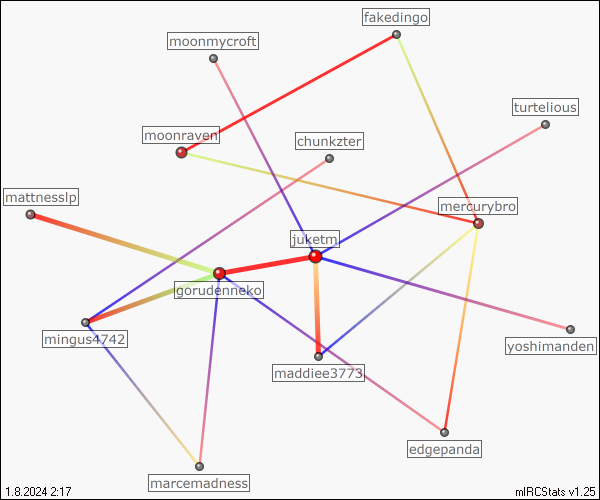 fakedingo
moonmycroft
turtelious
moonraven
chunkzter
mattnesslp
mercurybro
juketm
gorudenneko
mingus4742
yoshimanden
maddiee3773
edgepanda
marcemadness
1.8.2024 2:17
mIRCStats v1.25